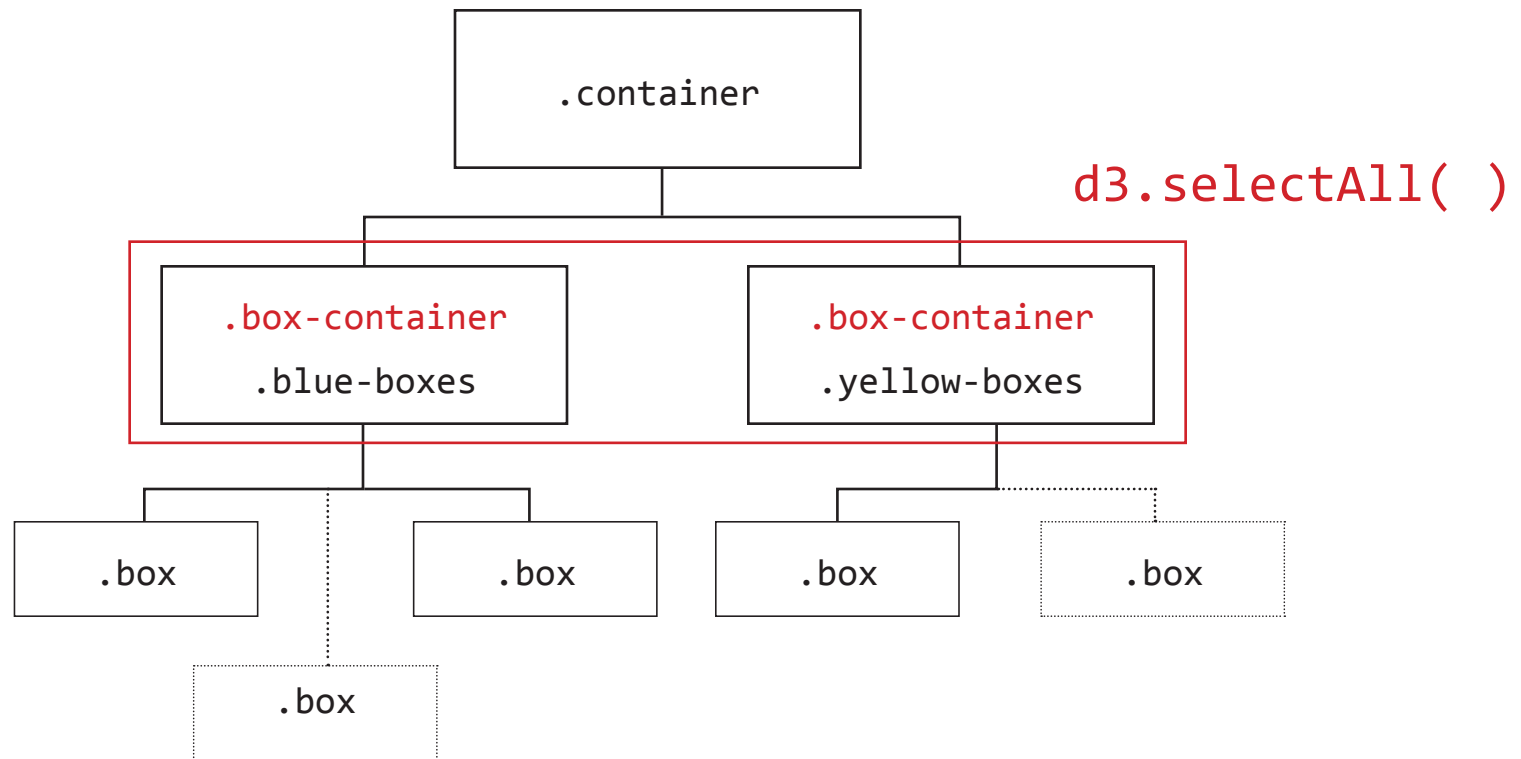 .container
d3.selectAll( )
.box-container
.blue-boxes
.box-container
.yellow-boxes
.box
.box
.box
.box
.box